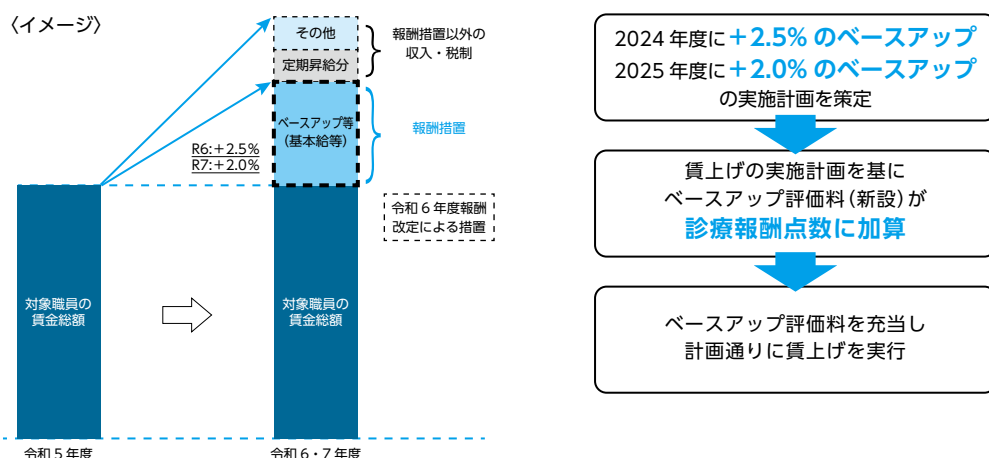 〈イメージ〉
その他
定期昇給分
報酬措置以外の
収入・税制
ベースアップ等
(基本給等)
報酬措置
R6:+2.5%
R7:+2.0%
令和6年度報酬
改定による措置
対象職員の
賃金総額
対象職員の
賃金総額
令和5年度
令和6・7年度
2024年度に+2.5% のベースアップ
2025年度に+2.0% のベースアップ
の実施計画を策定
賃上げの実施計画を基に
ベースアップ評価料(新設)が
診療報酬点数に加算
ベースアップ評価料を充当し
計画通りに賃上げを実行